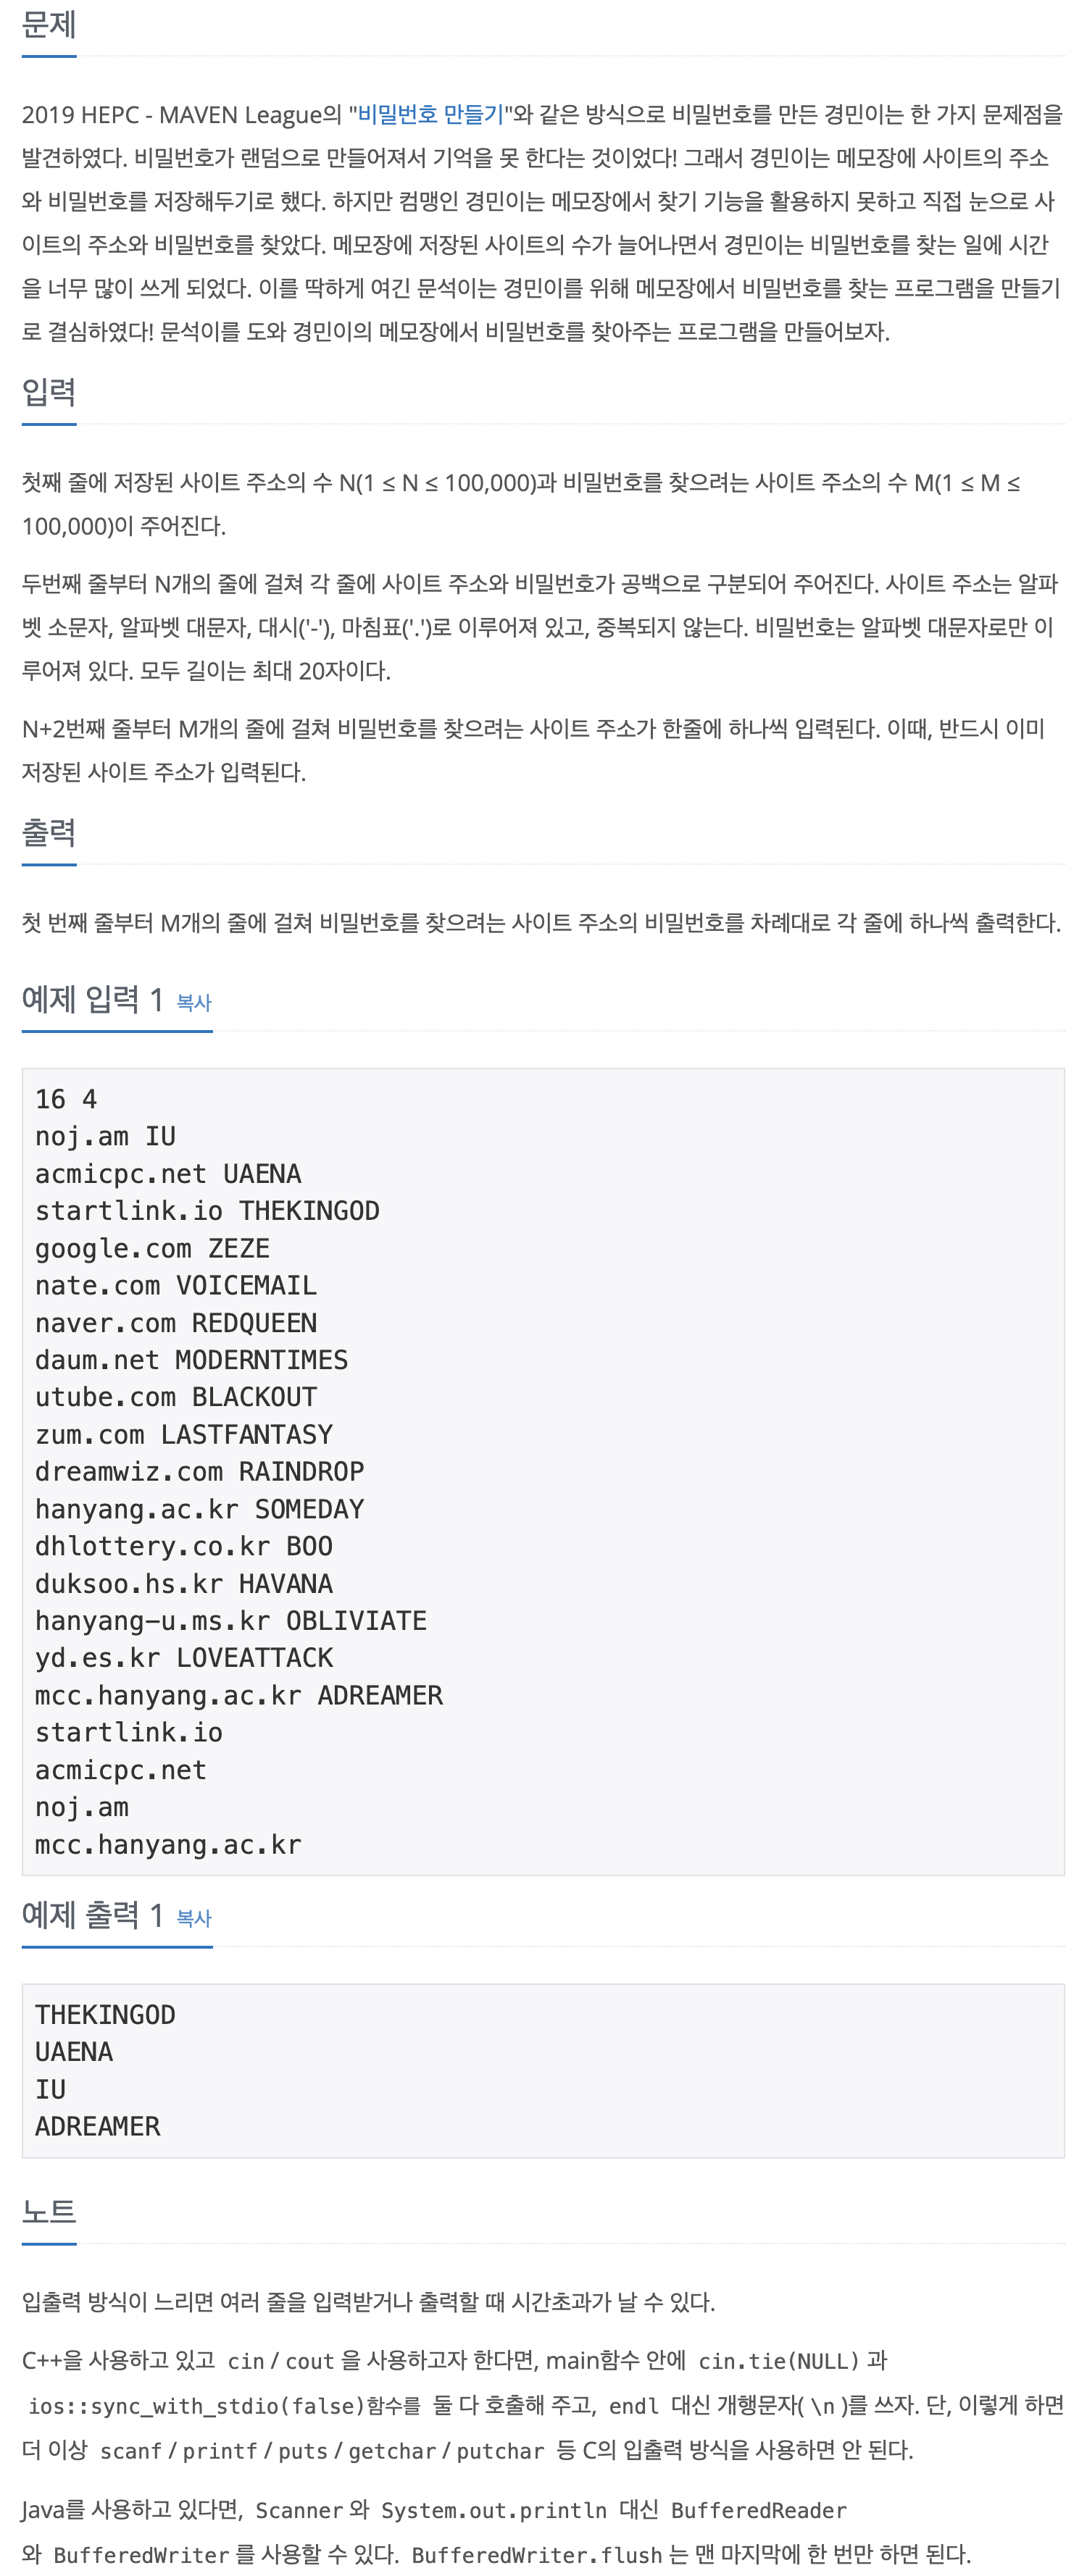 문제
2019 HEPC - MAVEN League의 "비밀번호 만들기"와 같은 방식으로 비밀번호를 만든 경민이는 한 가지 문제점을
발견하였다. 비밀번호가 랜덤으로 만들어져서 기억을 못 한다는 것이었다! 그래서 경민이는 메모장에 사이트의 주소
와 비밀번호를 저장해두기로 했다. 하지만 컴맹인 경민이는 메모장에서 찾기 기능을 활용하지 못하고 직접 눈으로 사
이트의 주소와 비밀번호를 찾았다. 메모장에 저장된 사이트의 수가 늘어나면서 경민이는 비밀번호를 찾는 일에 시간
을 너무 많이 쓰게 되었다. 이를 딱하게 여긴 문석이는 경민이를 위해 메모장에서 비밀번호를 찾는 프로그램을 만들기
로 결심하였다! 문석이를 도와 경민이의 메모장에서 비밀번호를 찾아주는 프로그램을 만들어보자.
입력
첫째 줄에 저장된 사이트 주소의 수 N(1 ≤ N ≤ 100,000)과 비밀번호를 찾으려는 사이트 주소의 수 M(1 ≤ M ≤
100,000)이 주어진다.
두번째 줄부터 N개의 줄에 걸쳐 각 줄에 사이트 주소와 비밀번호가 공백으로 구분되어 주어진다. 사이트 주소는 알파
벳 소문자, 알파벳 대문자, 대시('-'), 마침표('.')로 이루어져 있고, 중복되지 않는다. 비밀번호는 알파벳 대문자로만 이
루어져 있다. 모두 길이는 최대 20자이다.
N+2번째 줄부터 M개의 줄에 걸쳐 비밀번호를 찾으려는 사이트 주소가 한줄에 하나씩 입력된다. 이때, 반드시 이미
저장된 사이트 주소가 입력된다.
출력
첫 번째 줄부터 M개의 줄에 걸쳐 비밀번호를 찾으려는 사이트 주소의 비밀번호를 차례대로 각 줄에 하나씩 출력한다.
예제 입력 1 복사
16 4
noj.am IU
acmicpc.net UAENA
startlink.io THEKINGOD
google.com ZEZE
nate.com VOICEMAIL
naver.com REDQUEEN
daum.net MODERNTIMES
utube.com BLACKOUT
zum.com LASTFANTASY
dreamwiz.com RAINDROP
hanyang.ac.kr SOMEDAY
dhlottery.co.kr BOO
duksoo.hs.kr HAVANA
hanyang-u.ms.kr OBLIVIATE
yd.es.kr LOVEATTACK
mcc.hanyang.ac.kr ADREAMER
startlink.io
acmicpc.net
noj.am
mcc.hanyang.ac.kr
예제 출력 1 복사
THEKINGOD
UAENA
IU
ADREAMER
노트
입출력 방식이 느리면 여러 줄을 입력받거나 출력할 때 시간초과가 날 수 있다.
C++을 사용하고 있고 cin / cout 을 사용하고자 한다면, main함수 안에 cin.tie(NULL) 과
ios::sync_with_stdio(false)함수를 둘 다 호출해 주고, endl 대신 개행문자( \n )를 쓰자. 단, 이렇게 하면
더 이상 scanf / printf / puts / getchar / putchar 등 C의 입출력 방식을 사용하면 안 된다.
Java를 사용하고 있다면, Scanner 와 System.out.println 대신 BufferedReader
와 BufferedWriter 를 사용할 수 있다. BufferedWriter.flush 는 맨 마지막에 한 번만 하면 된다.